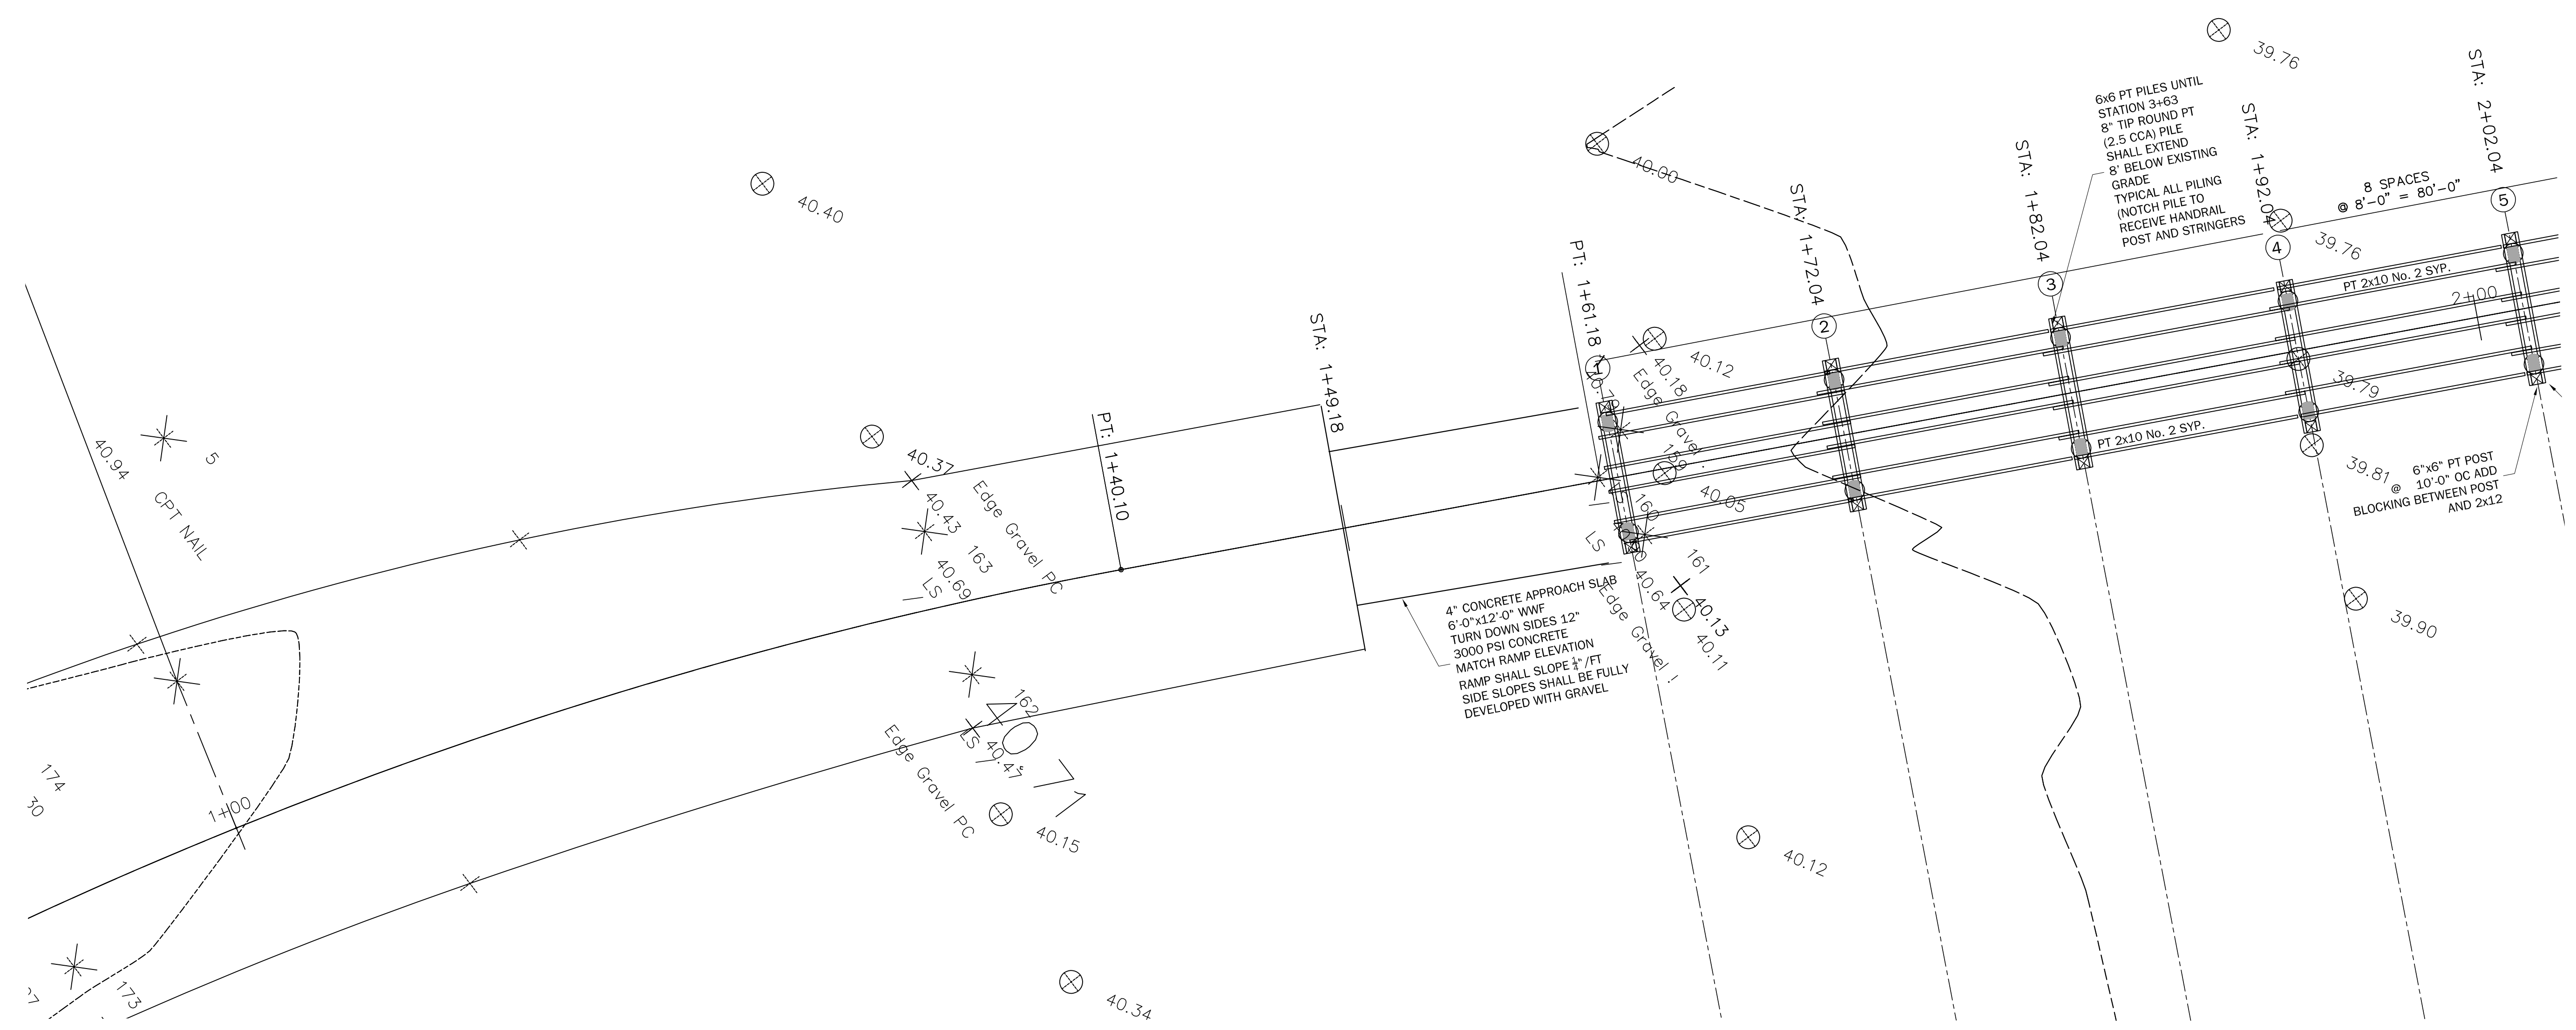 39.76
STA: 2+02.04
6x6 PT PILES UNTIL
STATION 3+63
8" TIP ROUND PT
(2.5 CCA) PILE
SHALL EXTEND
8' BELOW EXISTING
GRADE
TYPICAL ALL PILING
(NOTCH PILE TO
RECEIVE HANDRAIL
POST AND STRINGERS
STA: 1+92.04
STA: 1+82.04
40.00
STA: 1+72.04
8 SPACES
@ 8'-0" = 80'-0"
40.40
5
4
3
2
1
39.76
PT 2x10 No. 2 SYP.
2+00
PT: 1+61.18
STA: 1+49.18
40.12
40.18
Edge Gravel
39.79
PT: 1+40.10
PT 2x10 No. 2 SYP.
159
40.05
39.81
6"x6" PT POST
@ 10'-0" OC ADD
BLOCKING BETWEEN POST
AND 2x12
40.94
5
CPT NAIL
40.37
40.43
Edge Gravel PC
163
40.69
LS
160
LS
161
40.64
40.13
40.11
Edge Gravel
4" CONCRETE APPROACH SLAB
6'-0"x12'-0" WWF
TURN DOWN SIDES 12"
3000 PSI CONCRETE
MATCH RAMP ELEVATION
RAMP SHALL SLOPE ¼"/FT
SIDE SLOPES SHALL BE FULLY
DEVELOPED WITH GRAVEL
39.90
162
40.71
LS
40.47
Edge Gravel PC
40.15
174
30
1+00
40.12
173
40.34